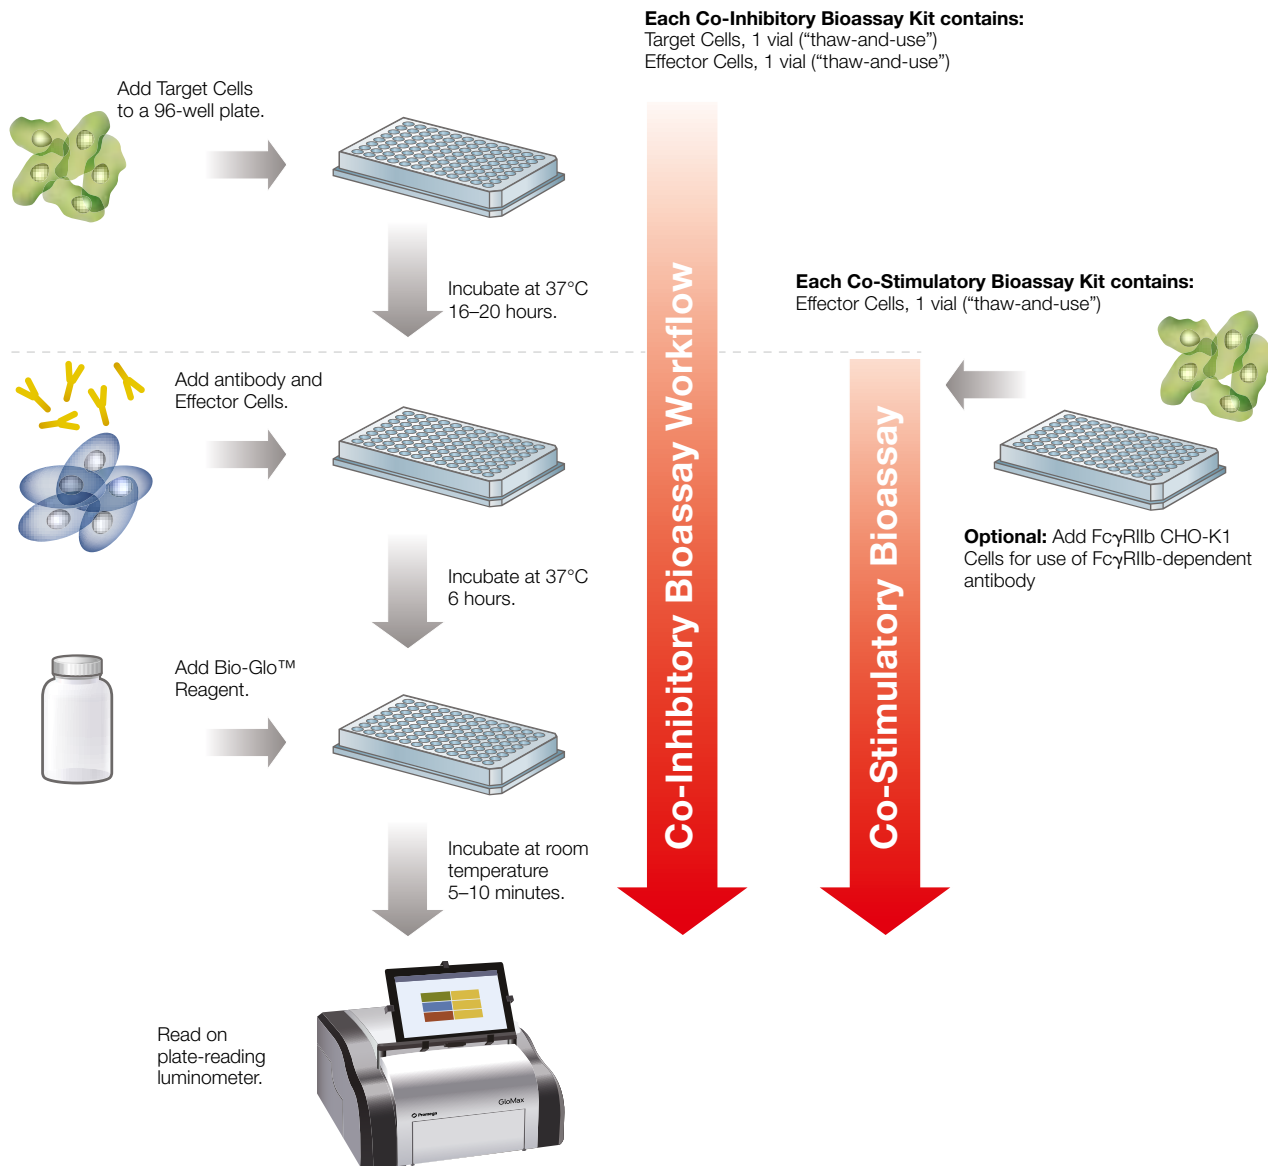 Each Co-Inhibitory Bioassay Kit contains:
Target Cells, 1 vial (“thaw-and-use”)
Effector Cells, 1 vial (“thaw-and-use”)
Add Target Cells
to a 96-well plate.
Incubate at 37°C
16–20 hours.
Each Co-Stimulatory Bioassay Kit contains:
Effector Cells, 1 vial (“thaw-and-use”)
Add antibody and
Effector Cells.
Optional: Add FcγRIIb CHO-K1
Cells for use of FcγRIIb-dependent
antibody
Incubate at 37°C
6 hours.
Add Bio-Glo™
Reagent.
Incubate at room
temperature
5–10 minutes.
Co-Inhibitory Bioassay Workflow
Co-Stimulatory Bioassay
Read on
plate-reading
luminometer.
Promega
GloMax